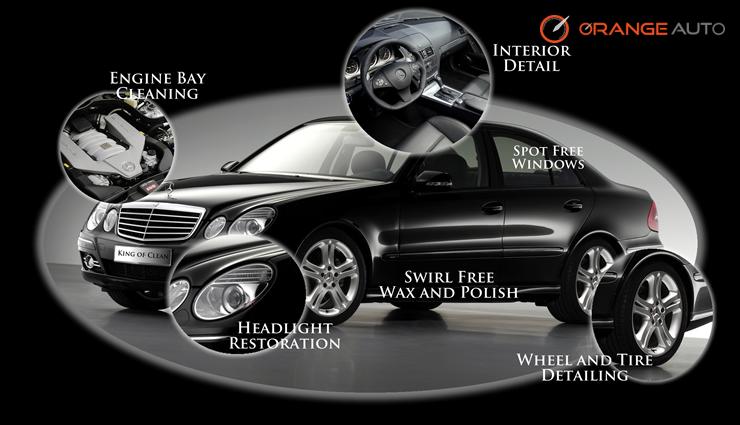 ORANGE AUTO
INTERIOR
DETAIL
ENGINE BAY
CLEANING
SPOT FREE
WINDOWS
KING OF CLEAN
SWIRL FREE
WAX AND POLISH
HEADLIGHT
RESTORATION
WHEEL AND TIRE
DETAILING